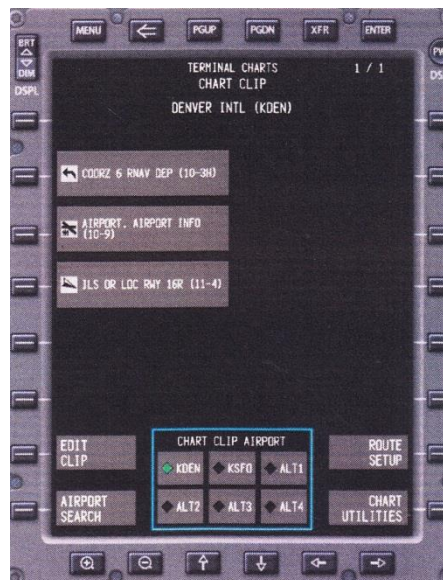 MENU
PGUP
PGDN
XFR
ENTER
BRT
DIM
DSPL
TERMINAL CHARTS 1 / 1
CHART CLIP
DENVER INTL (KDEN)
COORZ 6 RNAV DEP (10-3H)
AIRPORT, AIRPORT INFO
(10-9)
ILS OR LOC RWY 16R (11-4)
EDIT
CLIP
CHART CLIP AIRPORT
ROUTE
SETUP
KDEN KSFO ALT1
AIRPORT
SEARCH
ALT2 ALT3 ALT4
CHART
UTILITIES